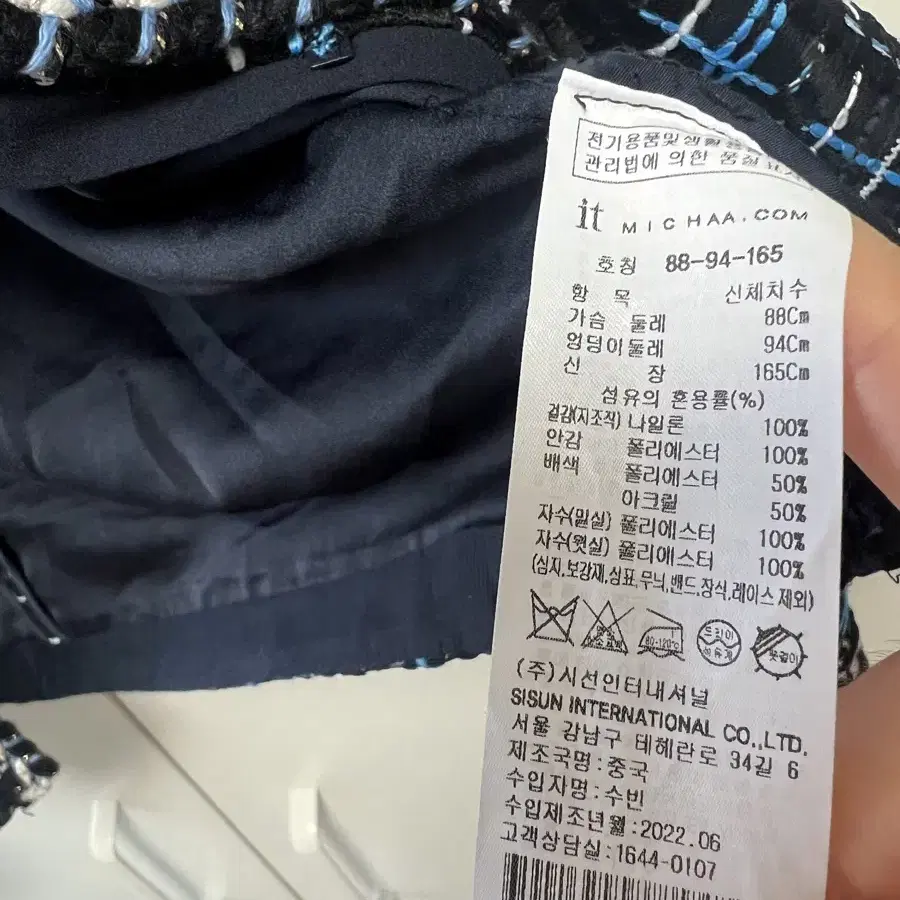 전기용품및생활용품
관리법에 의한 품질표시
it MICHAA.COM
호칭 88-94-165
항 목 신체치수
가슴 둘레 88Cm
엉덩이둘레 94Cm
신 장 165Cm
섬유의 혼용률(%)
겉감(지조직) 나일론 100%
안감 폴리에스터 100%
배색 폴리에스터 50%
아크릴 50%
자수(밑실) 폴리에스터 100%
자수(윗실) 폴리에스터 100%
(심지,보강재,상표,무늬,밴드,장식,레이스 제외)
80-120℃ 드라이 옷걸이
(주)시선인터내셔널
SISUN INTERNATIONAL CO.,LTD.
서울 강남구 테헤란로 34길 6
제조국명:중국
수입자명:수빈
수입제조년월:2022.06
고객상담실:1644-0107